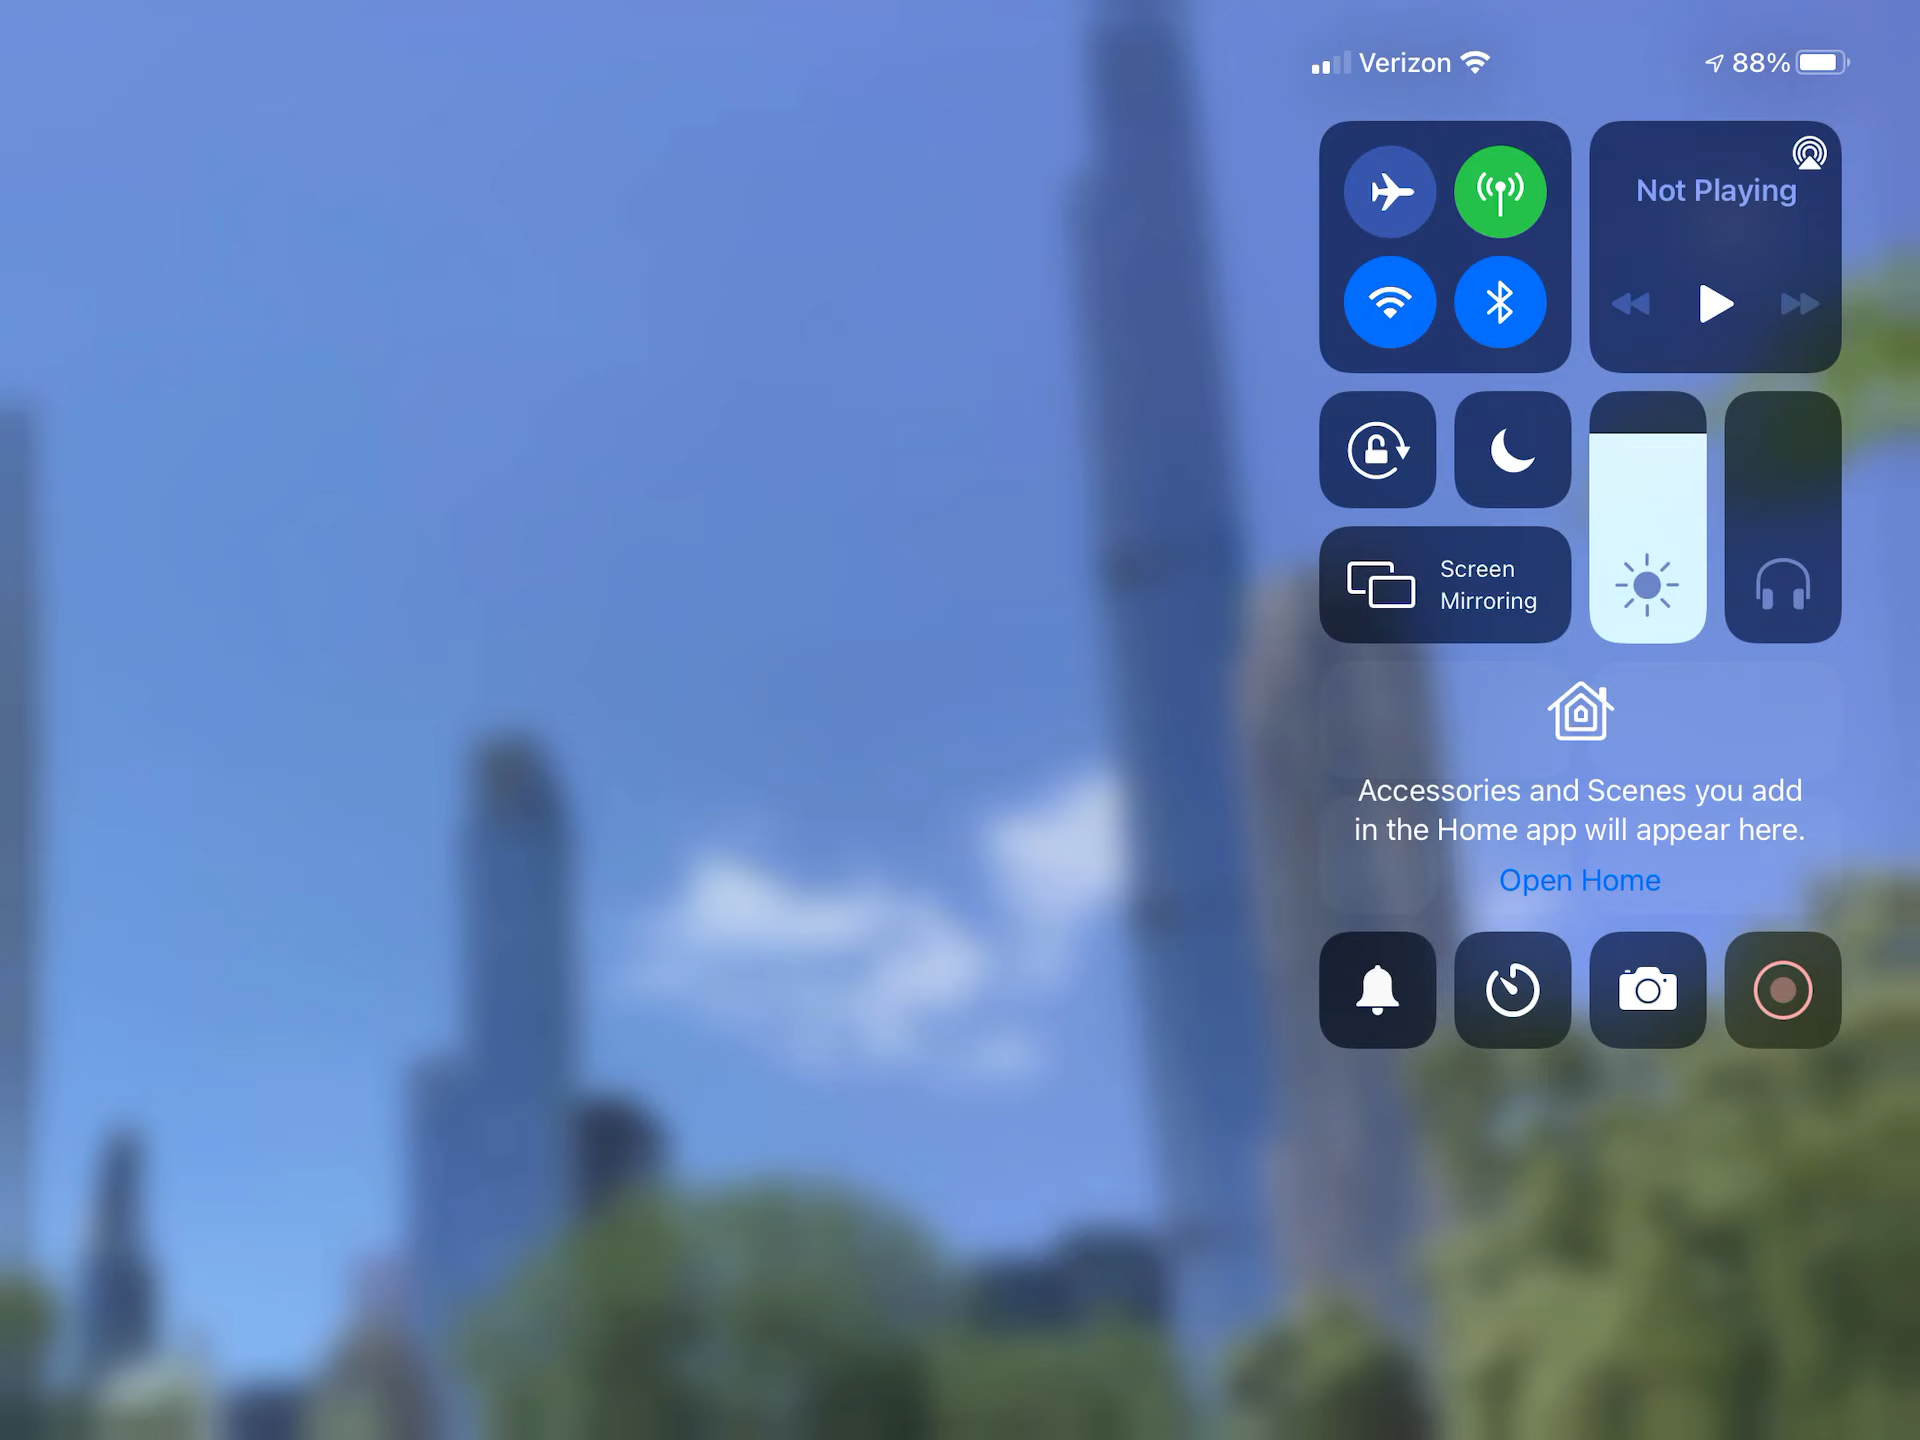 Verizon 88%
Not Playing
Screen
Mirroring
Accessories and Scenes you add
in the Home app will appear here.
Open Home